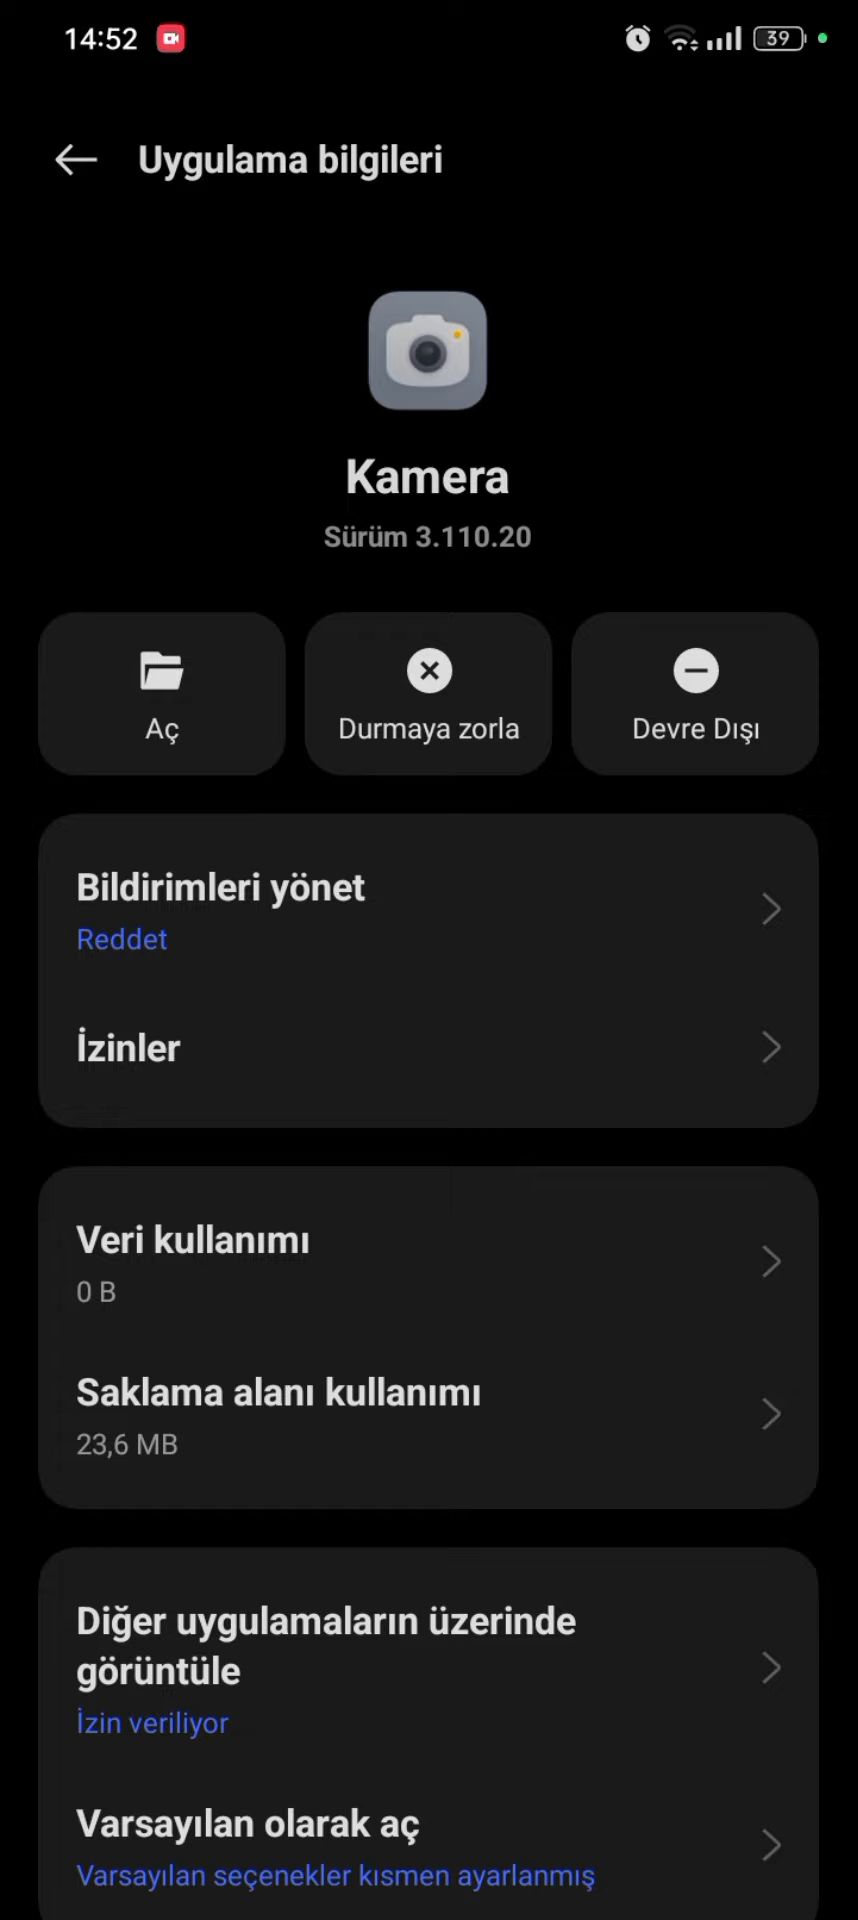 14:52
39
Uygulama bilgileri
Kamera
Sürüm 3.110.20
Aç
Durmaya zorla
Devre Dışı
Bildirimleri yönet
Reddet
İzinler
Veri kullanımı
0 B
Saklama alanı kullanımı
23,6 MB
Diğer uygulamaların üzerinde
görüntüle
İzin veriliyor
Varsayılan olarak aç
Varsayılan seçenekler kısmen ayarlanmış